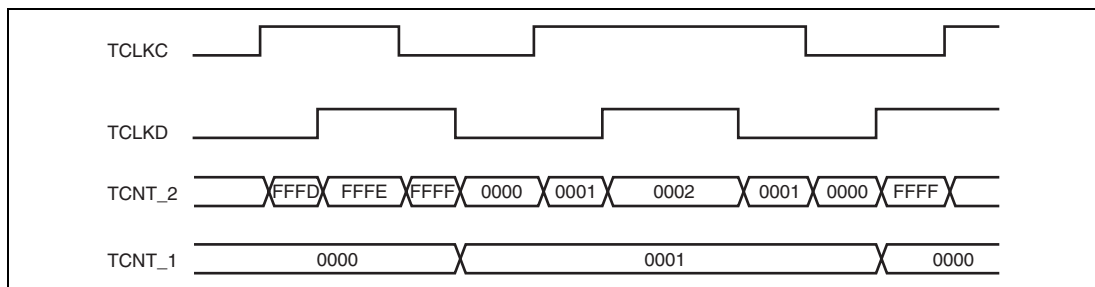 TCLKC
TCLKD
TCNT_2 FFFD FFFE FFFF 0000 0001 0002 0001 0000 FFFF
TCNT_1 0000 0001 0000